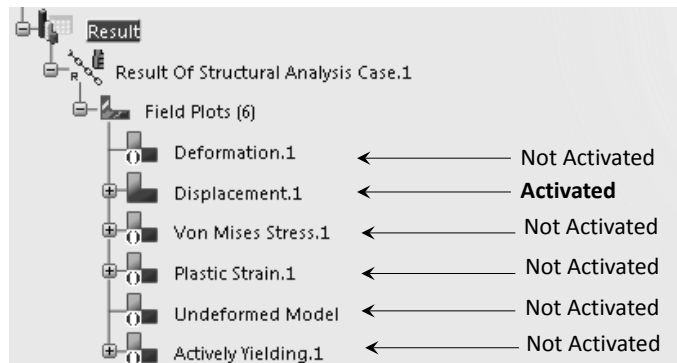 Result
Result Of Structural Analysis Case.1
Field Plots (6)
Deformation.1 Not Activated
Displacement.1 Activated
Von Mises Stress.1 Not Activated
Plastic Strain.1 Not Activated
Undeformed Model Not Activated
Actively Yielding.1 Not Activated